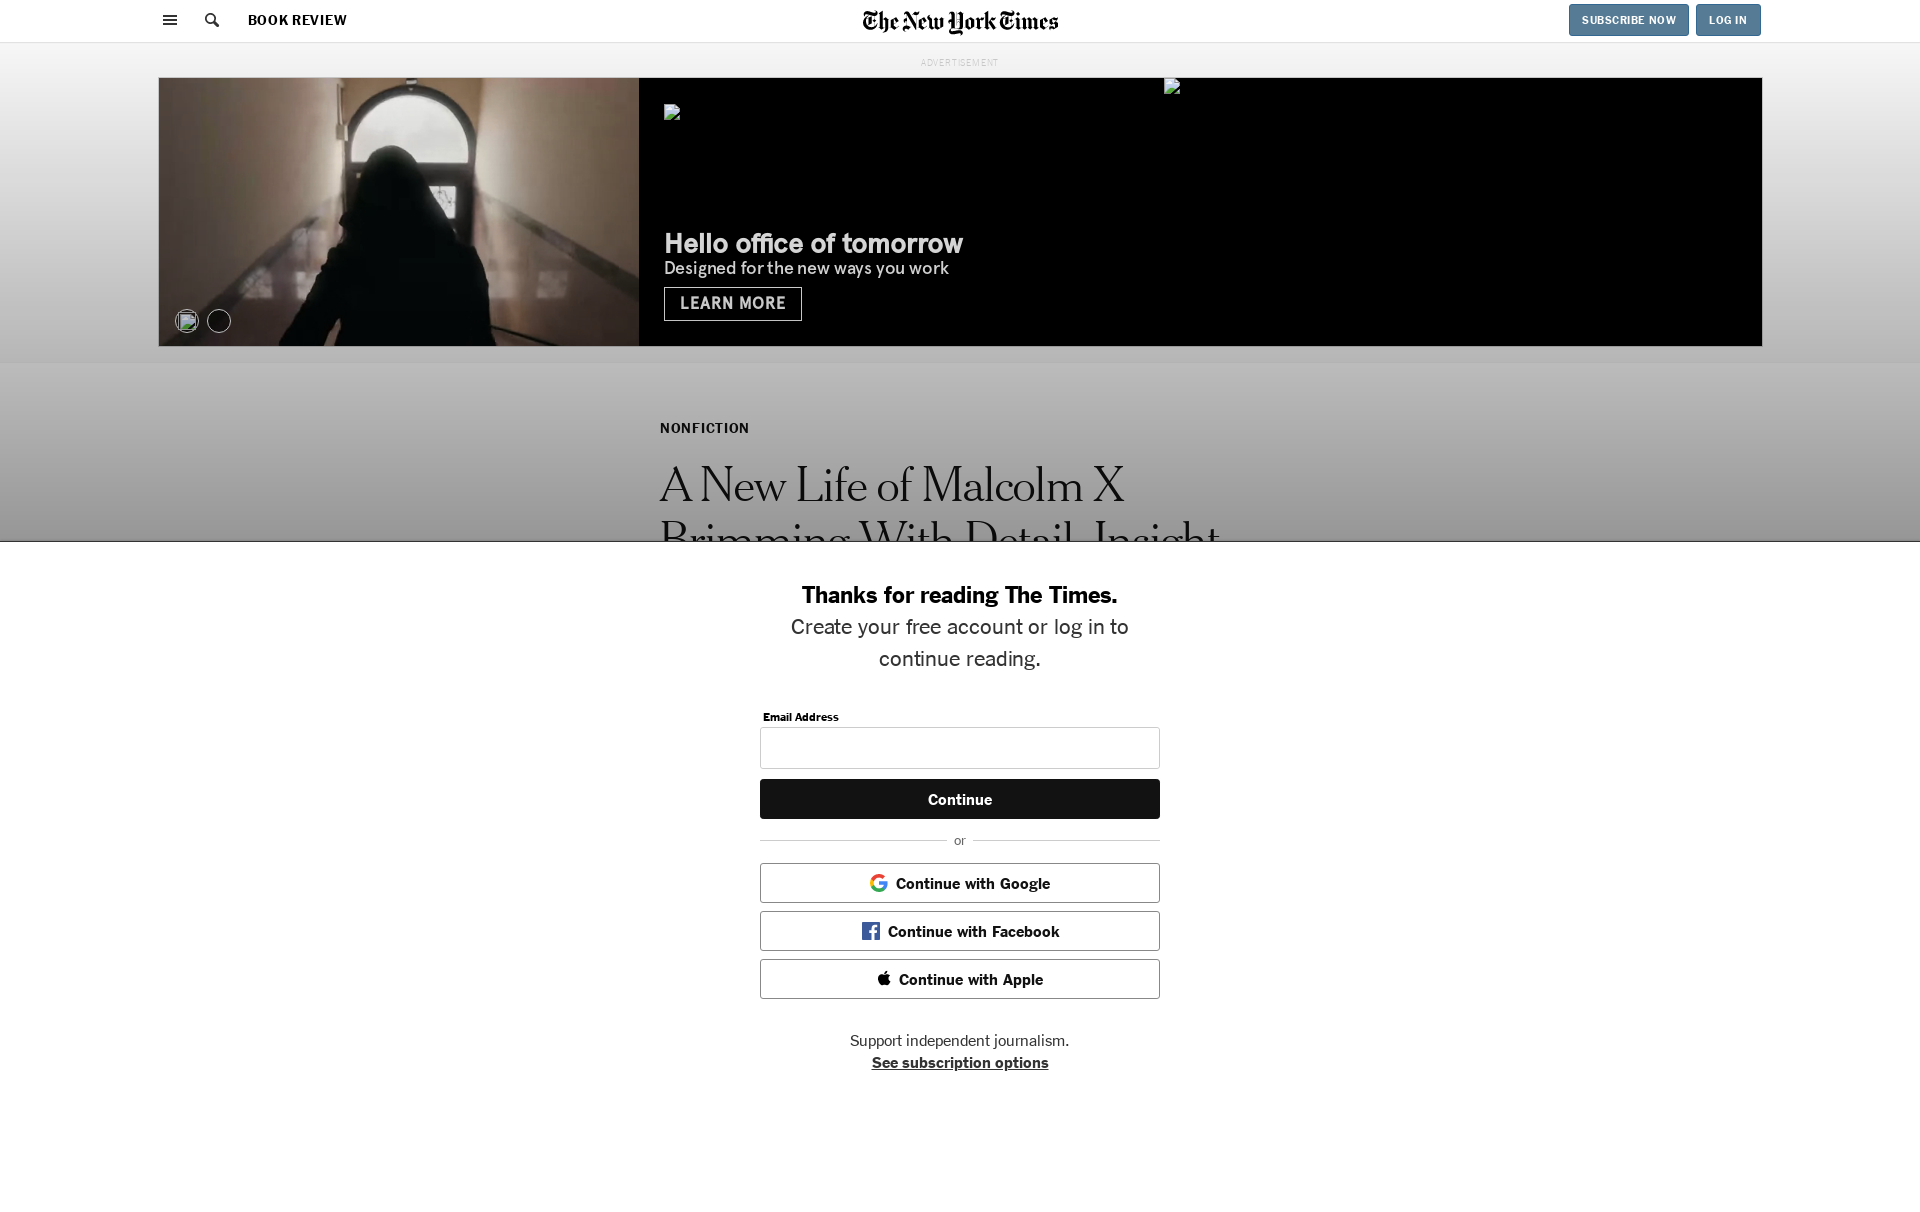 BOOK REVIEW
The New York Times
SUBSCRIBE NOW
LOG IN
ADVERTISEMENT
Hello office of tomorrow
Designed for the new ways you work
LEARN MORE
NONFICTION
A New Life of Malcolm X
Brimming With Detail, Insight
Thanks for reading The Times.
Create your free account or log in to
continue reading.
Email Address
Continue
or
Continue with Google
Continue with Facebook
Continue with Apple
Support independent journalism.
See subscription options